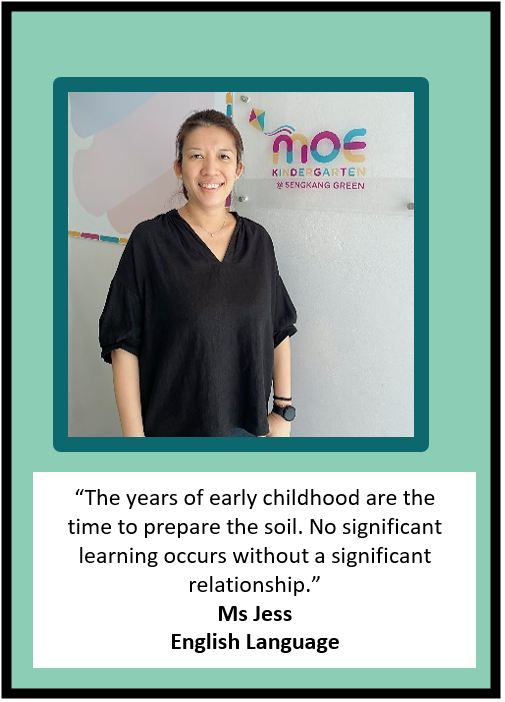 MOE
KINDERGARTEN
@ SENGKANG GREEN
“The years of early childhood are the
time to prepare the soil. No significant
learning occurs without a significant
relationship.”
Ms Jess
English Language